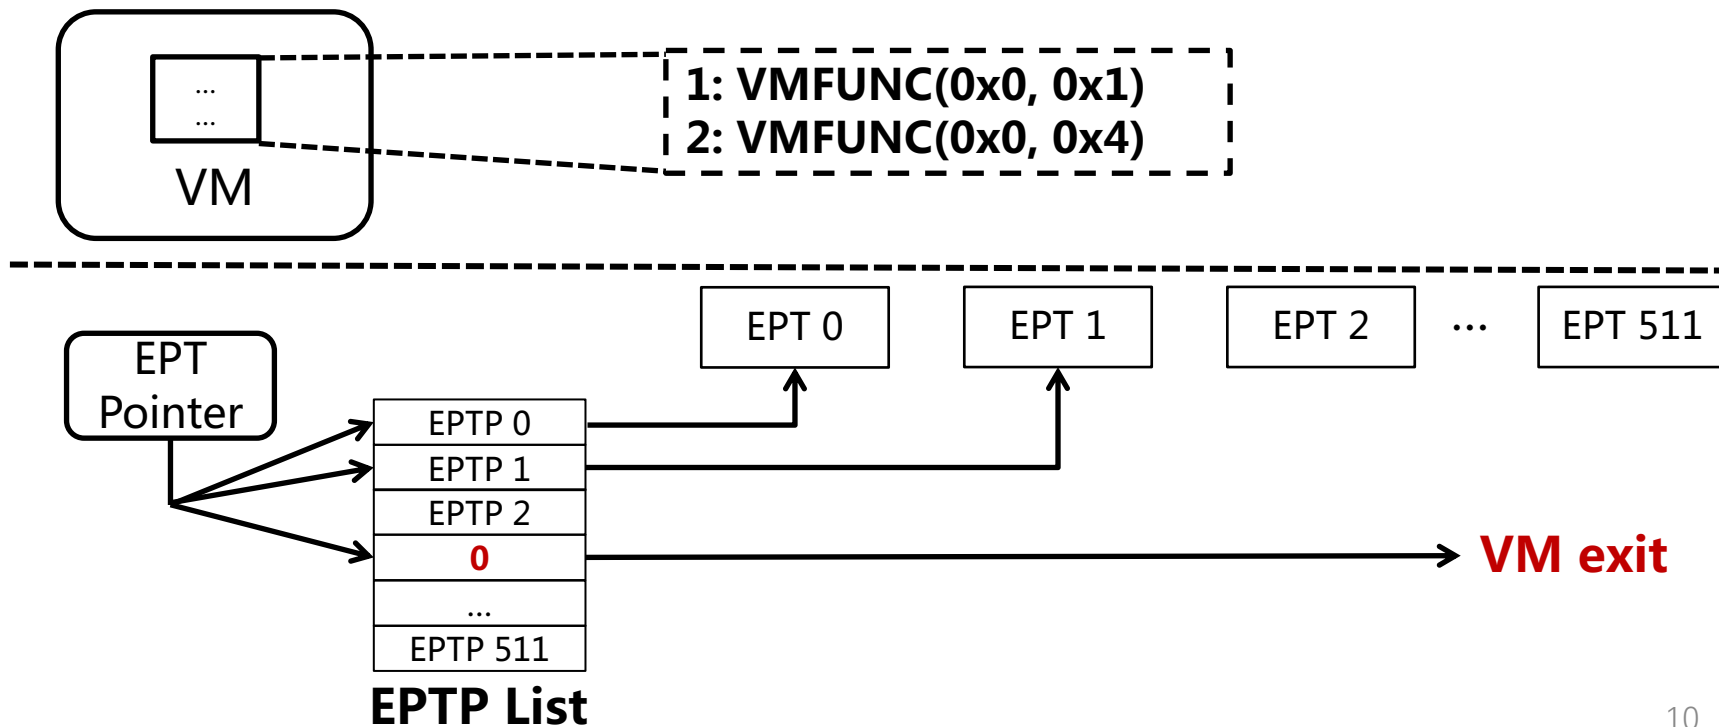 ...
...
VM
1: VMFUNC(0x0, 0x1)
2: VMFUNC(0x0, 0x4)
EPT 0
EPT 1
EPT 2
...
EPT 511
EPT
Pointer
EPTP 0
EPTP 1
EPTP 2
0
...
EPTP 511
EPTP List
VM exit
10